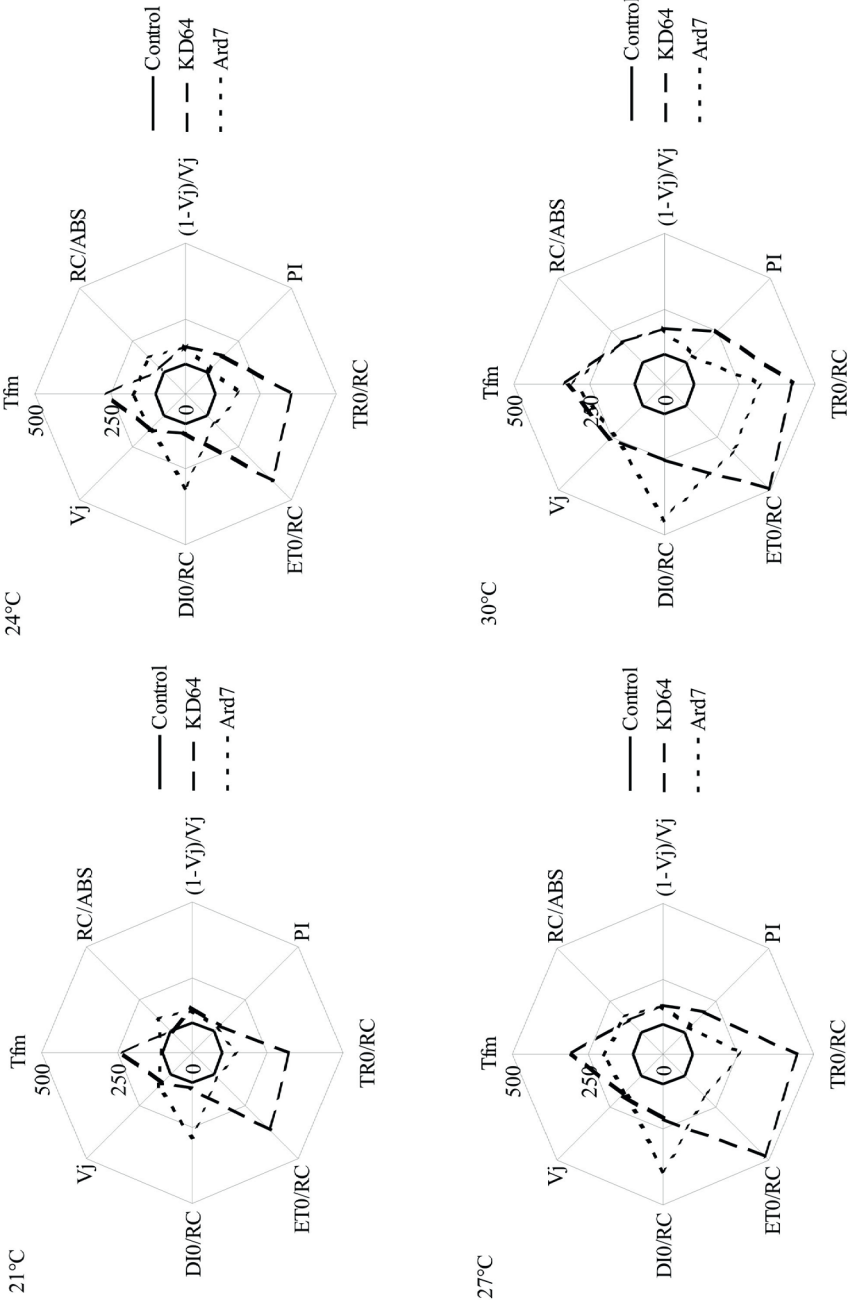 21°C
Tfm
500
RC/ABS
Vj
250
Control
KD64
Ard7
0
DI0/RC
(1-Vj)/Vj
ET0/RC
PI
TR0/RC
24°C
Tfm
500
RC/ABS
Vj
250
Control
KD64
Ard7
0
DI0/RC
(1-Vj)/Vj
ET0/RC
PI
TR0/RC
27°C
Tfm
500
RC/ABS
Vj
250
Control
KD64
Ard7
0
DI0/RC
(1-Vj)/Vj
ET0/RC
PI
TR0/RC
30°C
Tfm
500
RC/ABS
Vj
250
Control
KD64
Ard7
0
DI0/RC
(1-Vj)/Vj
ET0/RC
PI
TR0/RC